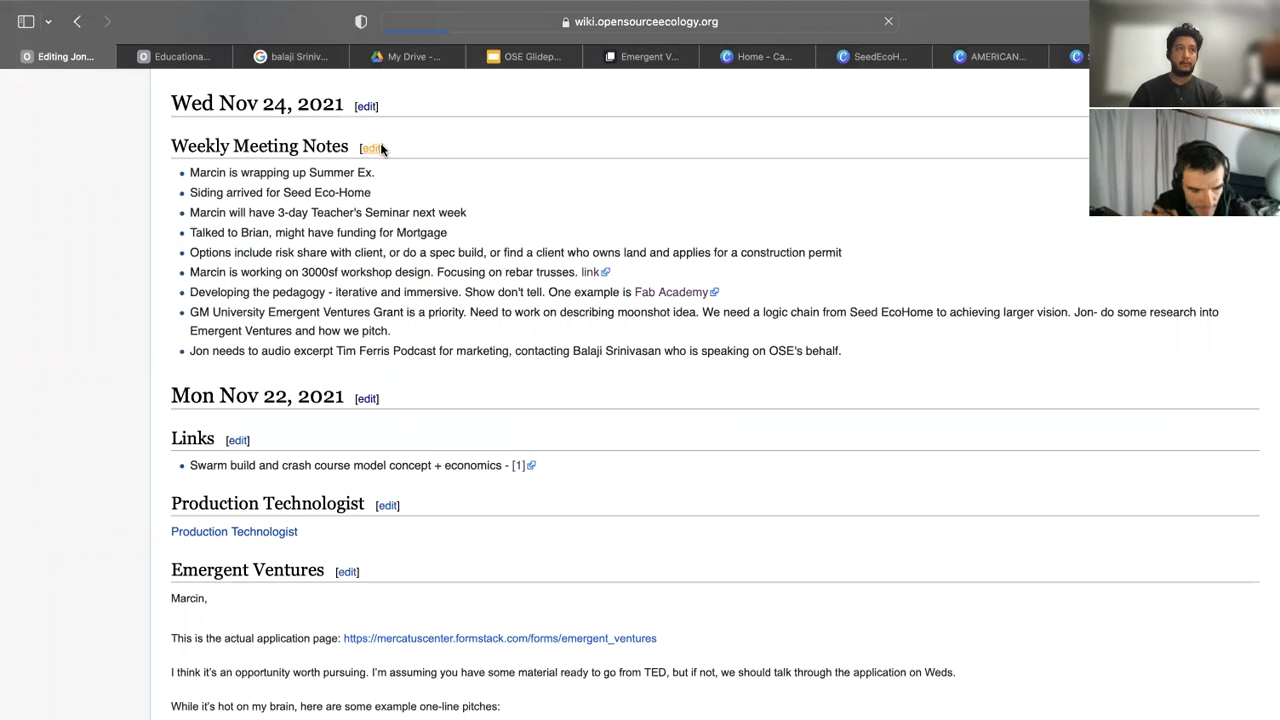 wiki.opensourceecology.org
Editing Jon...
Educationa...
balaji Sriniv...
My Drive -...
OSE Glidep...
Emergent V...
Home - Ca...
SeedEcoH...
AMERICAN...
S
Wed Nov 24, 2021 [edit]
Weekly Meeting Notes [edit]
Marcin is wrapping up Summer Ex.
Siding arrived for Seed Eco-Home
Marcin will have 3-day Teacher's Seminar next week
Talked to Brian, might have funding for Mortgage
Options include risk share with client, or do a spec build, or find a client who owns land and applies for a construction permit
Marcin is working on 3000sf workshop design. Focusing on rebar trusses. link
Developing the pedagogy - iterative and immersive. Show don't tell. One example is Fab Academy
GM University Emergent Ventures Grant is a priority. Need to work on describing moonshot idea. We need a logic chain from Seed EcoHome to achieving larger vision. Jon- do some research into
Emergent Ventures and how we pitch.
Jon needs to audio excerpt Tim Ferris Podcast for marketing, contacting Balaji Srinivasan who is speaking on OSE's behalf.
Mon Nov 22, 2021 [edit]
Links [edit]
Swarm build and crash course model concept + economics - [1]
Production Technologist [edit]
Production Technologist
Emergent Ventures [edit]
Marcin,
This is the actual application page: https://mercatuscenter.formstack.com/forms/emergent_ventures
I think it's an opportunity worth pursuing. I'm assuming you have some material ready to go from TED, but if not, we should talk through the application on Weds.
While it's hot on my brain, here are some example one-line pitches: